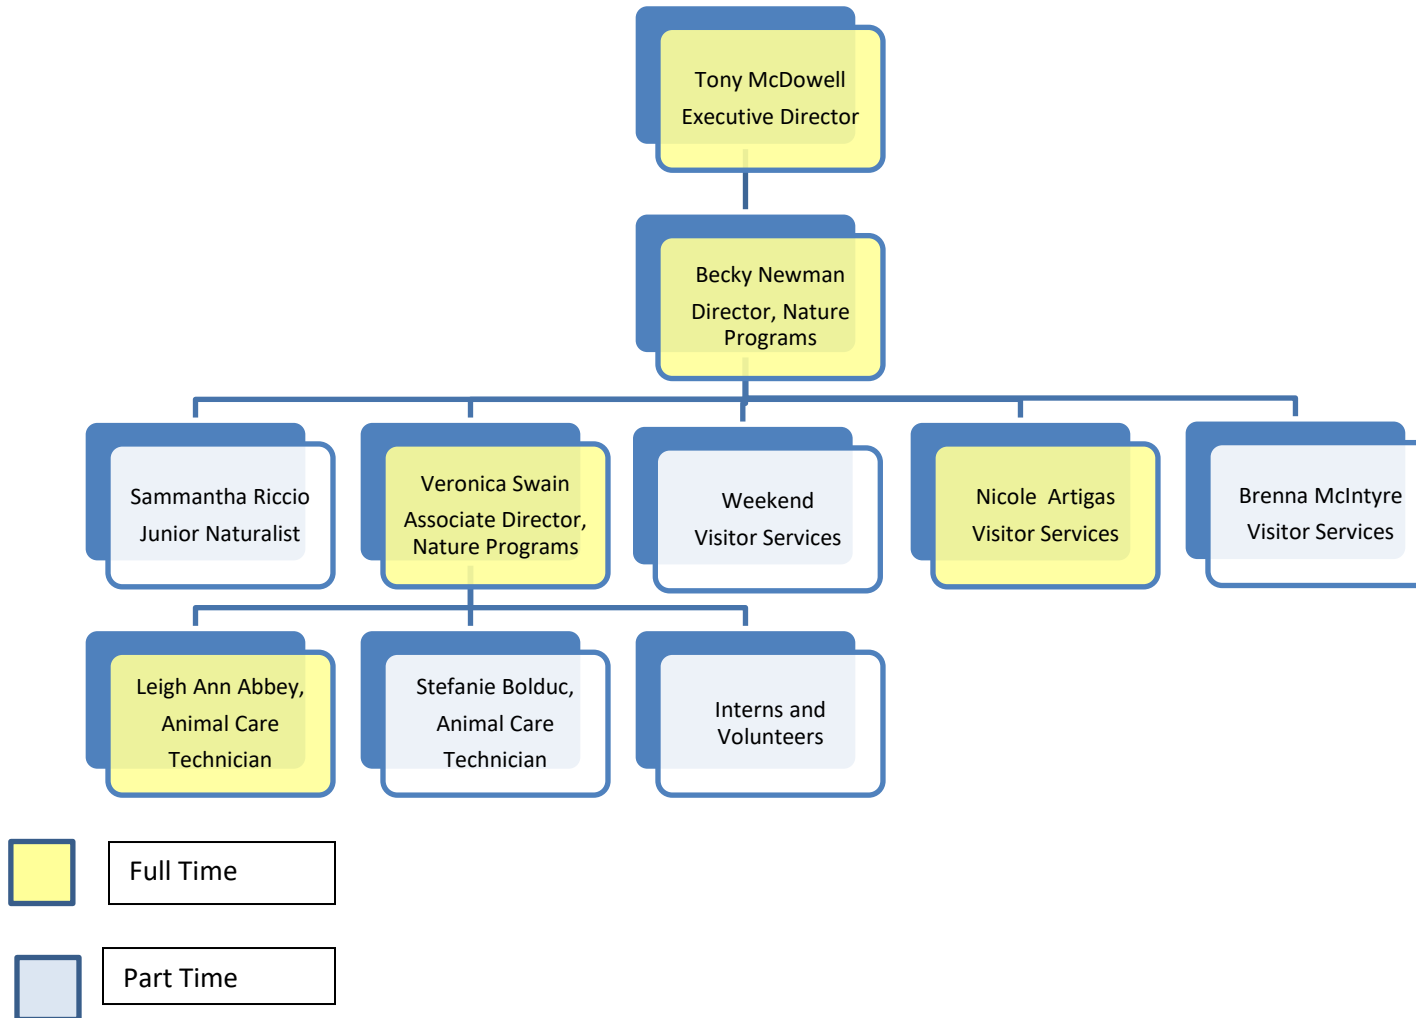 Tony McDowell
Executive Director
Becky Newman
Director, Nature
Programs
Sammantha Riccio
Junior Naturalist
Veronica Swain
Associate Director,
Nature Programs
Weekend
Visitor Services
Nicole Artigas
Visitor Services
Brenna McIntyre
Visitor Services
Leigh Ann Abbey,
Animal Care
Technician
Stefanie Bolduc,
Animal Care
Technician
Interns and
Volunteers
Full Time
Part Time